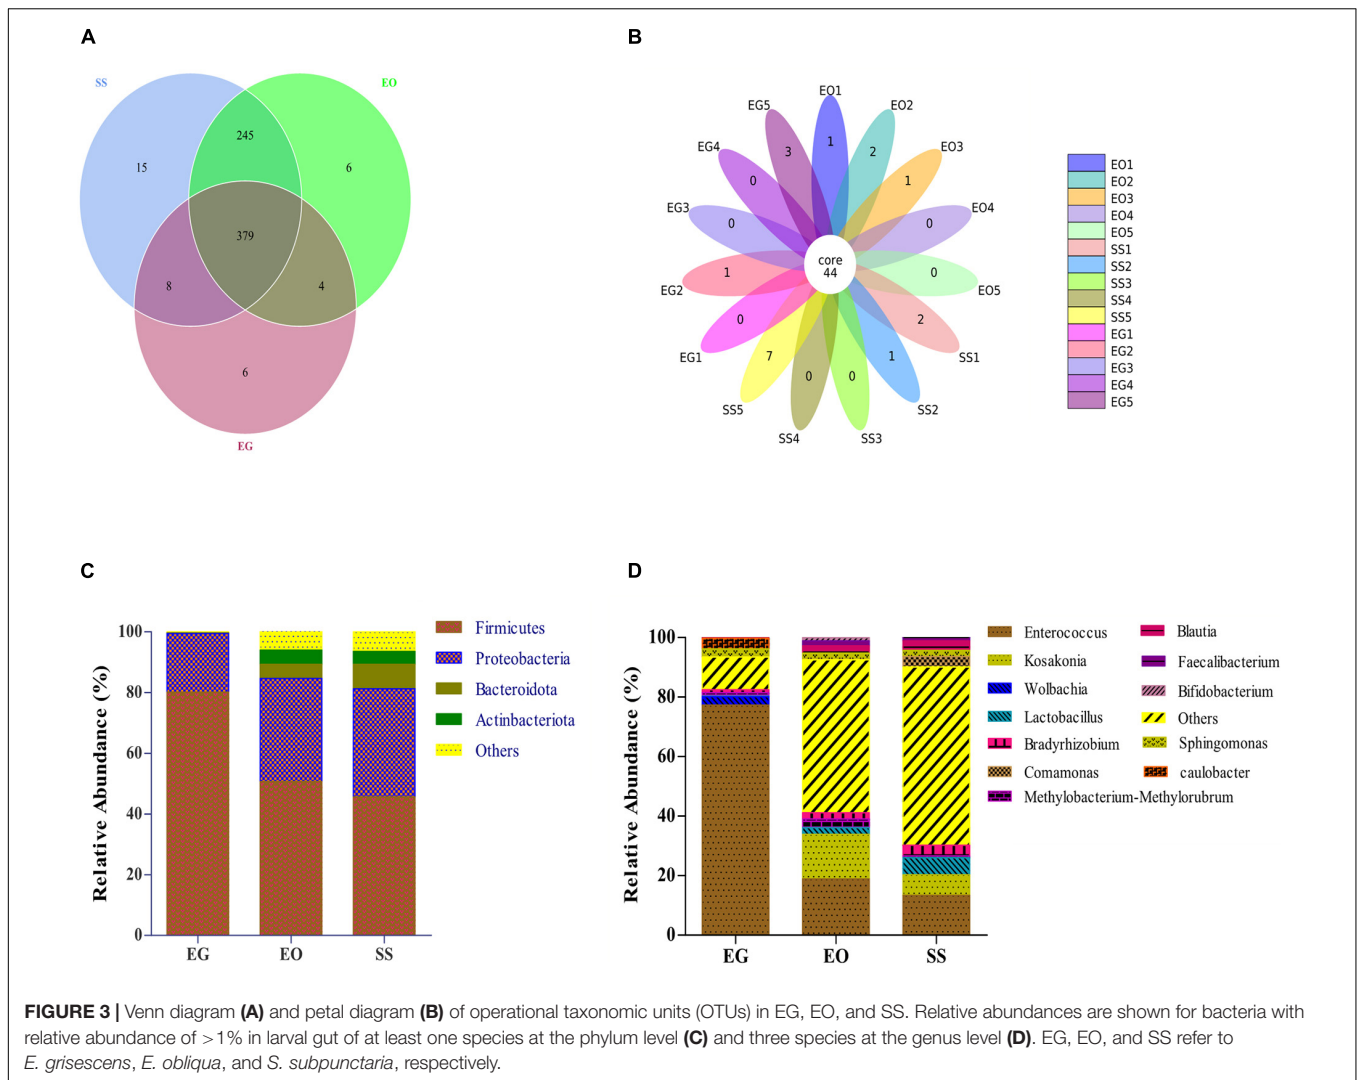 A
SS
EO
245
15
6
379
8
4
6
EG
B
EO1
EG5
EO2
EG4
EO3
EG3
EO4
EG2
EO5
EG1
SS1
SS5
SS2
SS4
SS3
1
3
2
0
1
0
0
1
0
0
2
7
1
0
0
core
44
EO1
EO2
EO3
EO4
EO5
SS1
SS2
SS3
SS4
SS5
EG1
EG2
EG3
EG4
EG5
C
Relative Abundance (%)
100
80
60
40
20
0
EG EO SS
Firmicutes
Proteobacteria
Bacteroidota
Actinbacteriota
Others
D
Relative Abundance (%)
100
80
60
40
20
0
EG EO SS
Enterococcus
Kosakonia
Wolbachia
Lactobacillus
Bradyrhizobium
Comamonas
Methylobacterium-Methylorubrum
Blautia
Faecalibacterium
Bifidobacterium
Others
Sphingomonas
caulobacter
FIGURE 3 | Venn diagram (A) and petal diagram (B) of operational taxonomic units (OTUs) in EG, EO, and SS. Relative abundances are shown for bacteria with
relative abundance of >1% in larval gut of at least one species at the phylum level (C) and three species at the genus level (D). EG, EO, and SS refer to
E. grisescens, E. obliqua, and S. subpunctaria, respectively.